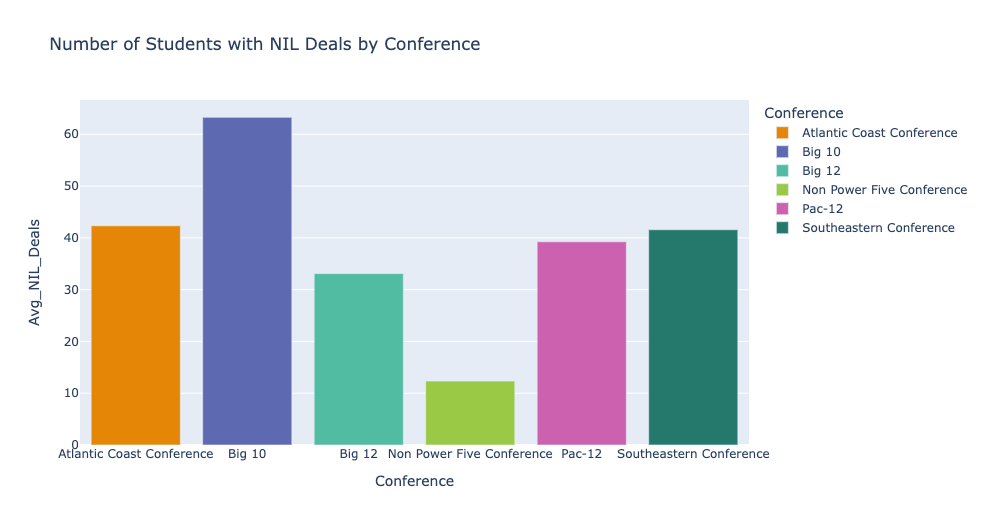 Number of Students with NIL Deals by Conference
Avg_NIL_Deals
60
50
40
30
20
10
0
Atlantic Coast Conference
Big 10
Big 12
Non Power Five Conference
Pac-12
Southeastern Conference
Conference
Conference
Atlantic Coast Conference
Big 10
Big 12
Non Power Five Conference
Pac-12
Southeastern Conference